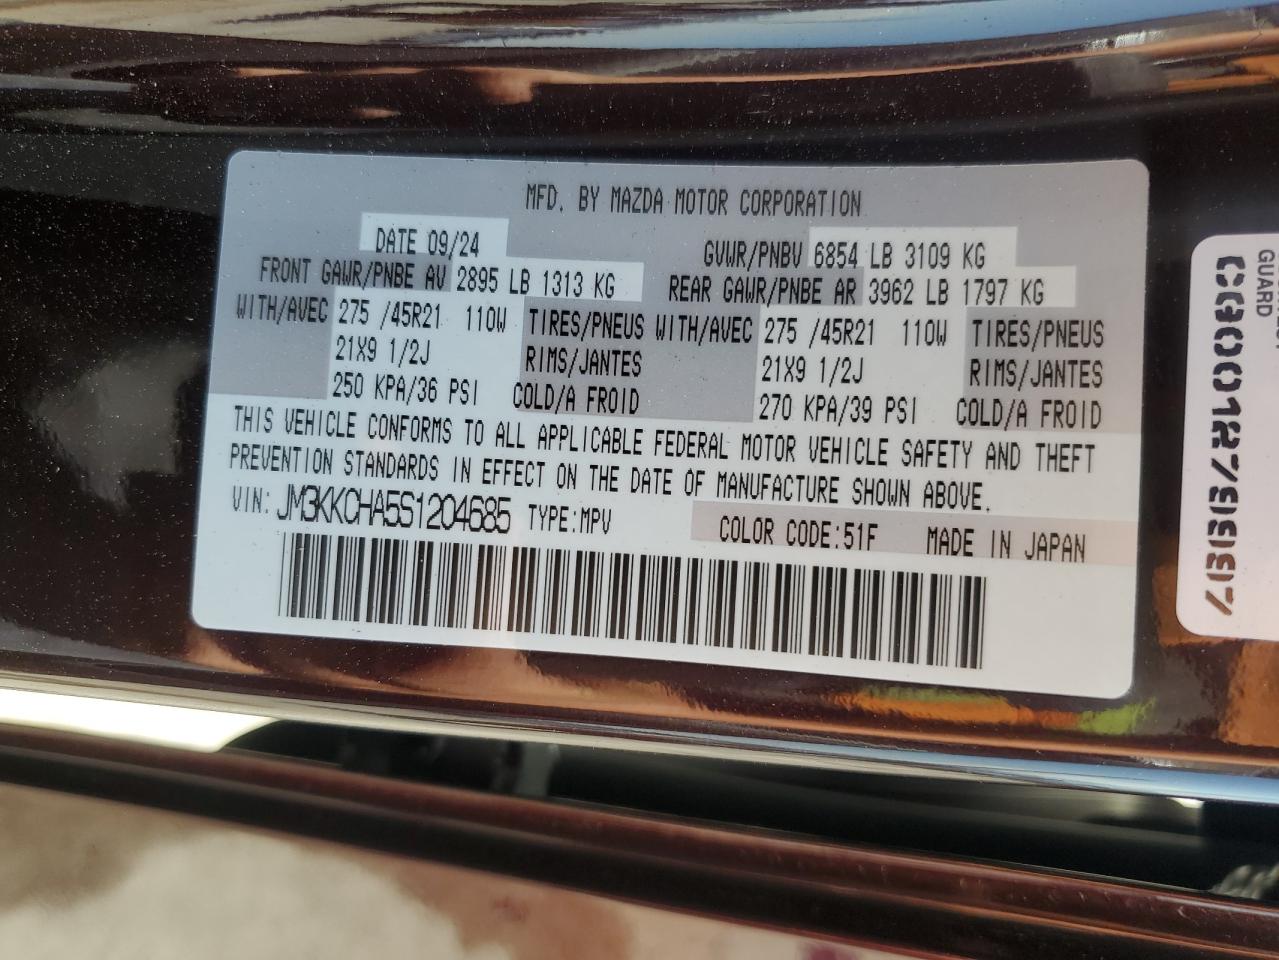 MFD. BY MAZDA MOTOR CORPORATION
DATE 09/24 GVWR/PNBV 6854 LB 3109 KG
FRONT GAWR/PNBE AV 2895 LB 1313 KG REAR GAWR/PNBE AR 3962 LB 1797 KG
WITH/AVEC 275 /45R21 110W TIRES/PNEUS WITH/AVEC 275 /45R21 110W TIRES/PNEUS
21X9 1/2J RIMS/JANTES 21X9 1/2J RIMS/JANTES
250 KPA/36 PSI COLD/A FROID 270 KPA/39 PSI COLD/A FROID
THIS VEHICLE CONFORMS TO ALL APPLICABLE FEDERAL MOTOR VEHICLE SAFETY AND THEFT
PREVENTION STANDARDS IN EFFECT ON THE DATE OF MANUFACTURE SHOWN ABOVE.
VIN: JM3KKCHA5S1204685 TYPE:MPV COLOR CODE:51F MADE IN JAPAN
GUARD